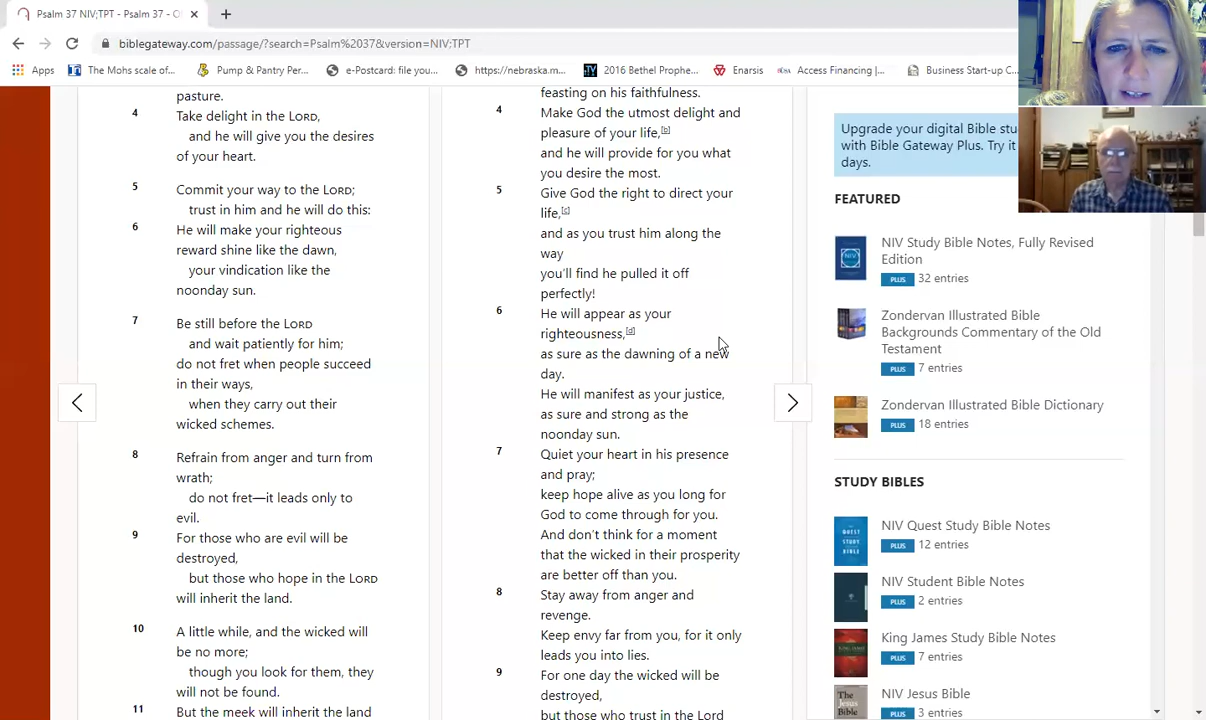 Psalm 37 NIV;TPT - Psalm 37 - C
biblegateway.com/passage/?search=Psalm%2037&version=NIV;TPT
Apps
The Mohs scale of...
Pump & Pantry Per...
e-Postcard: file you...
https://nebraska.m...
2016 Bethel Prophe...
Enarsis
Access Financing |...
Business Start-up C
pasture.
4 Take delight in the LORD,
and he will give you the desires
of your heart.
5 Commit your way to the LORD;
trust in him and he will do this:
6 He will make your righteous
reward shine like the dawn,
your vindication like the
noonday sun.
7 Be still before the LORD
and wait patiently for him;
do not fret when people succeed
in their ways,
when they carry out their
wicked schemes.
8 Refrain from anger and turn from
wrath;
do not fret—it leads only to
evil.
9 For those who are evil will be
destroyed,
but those who hope in the LORD
will inherit the land.
10 A little while, and the wicked will
be no more;
though you look for them, they
will not be found.
11 But the meek will inherit the land
feasting on his faithfulness.
4 Make God the utmost delight and
pleasure of your life,[b]
and he will provide for you what
you desire the most.
5 Give God the right to direct your
life,[c]
and as you trust him along the
way
you'll find he pulled it off
perfectly!
6 He will appear as your
righteousness,[d]
as sure as the dawning of a new
day.
He will manifest as your justice,
as sure and strong as the
noonday sun.
7 Quiet your heart in his presence
and pray;
keep hope alive as you long for
God to come through for you.
And don't think for a moment
that the wicked in their prosperity
are better off than you.
8 Stay away from anger and
revenge.
Keep envy far from you, for it only
leads you into lies.
9 For one day the wicked will be
destroyed,
but those who trust in the Lord
Upgrade your digital Bible stu
with Bible Gateway Plus. Try it
days.
FEATURED
NIV Study Bible Notes, Fully Revised
Edition
PLUS 32 entries
Zondervan Illustrated Bible
Backgrounds Commentary of the Old
Testament
PLUS 7 entries
Zondervan Illustrated Bible Dictionary
PLUS 18 entries
STUDY BIBLES
NIV Quest Study Bible Notes
PLUS 12 entries
NIV Student Bible Notes
PLUS 2 entries
King James Study Bible Notes
PLUS 7 entries
NIV Jesus Bible
PLUS 3 entries